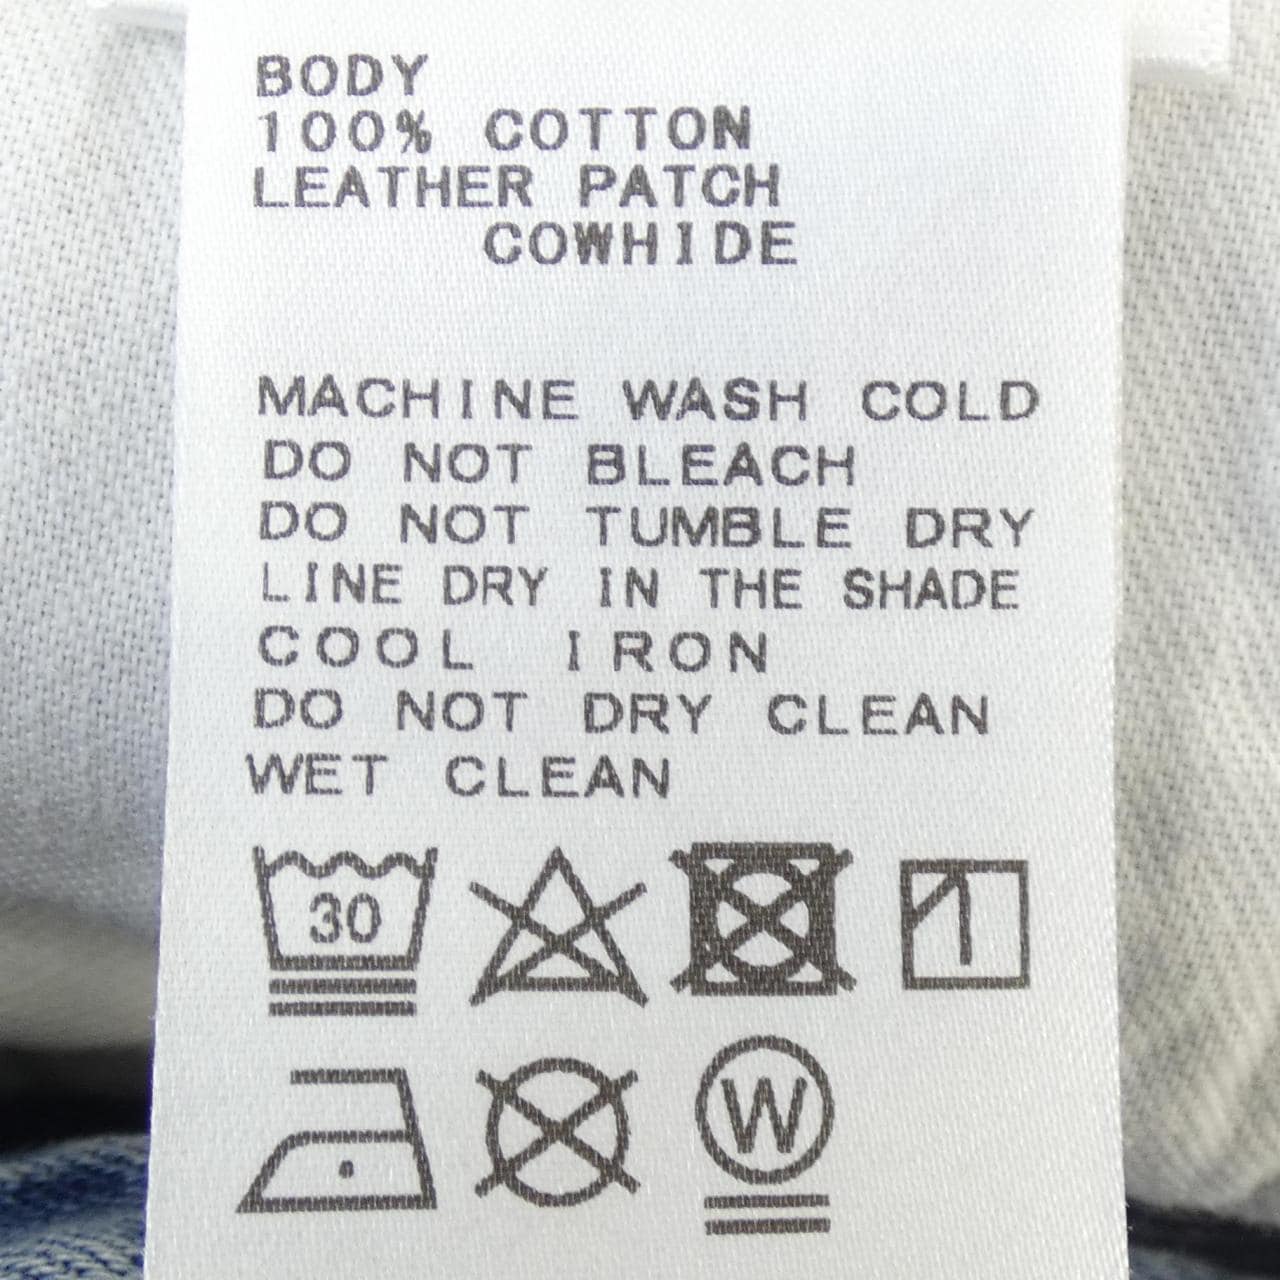 BODY
100% COTTON
LEATHER PATCH
COWHIDE
MACHINE WASH COLD
DO NOT BLEACH
DO NOT TUMBLE DRY
LINE DRY IN THE SHADE
COOL IRON
DO NOT DRY CLEAN
WET CLEAN
30
W